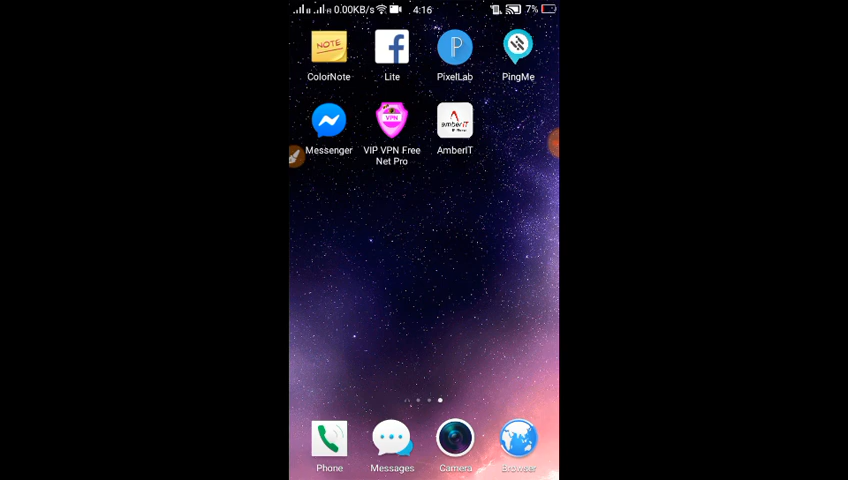 0.00KB/s 4:16 7%
NOTE
P
VPN
amberIT
ColorNote Lite PixelLab PingMe
Messenger VIP VPN Free Net Pro AmberIT
Phone Messages Camera Browser